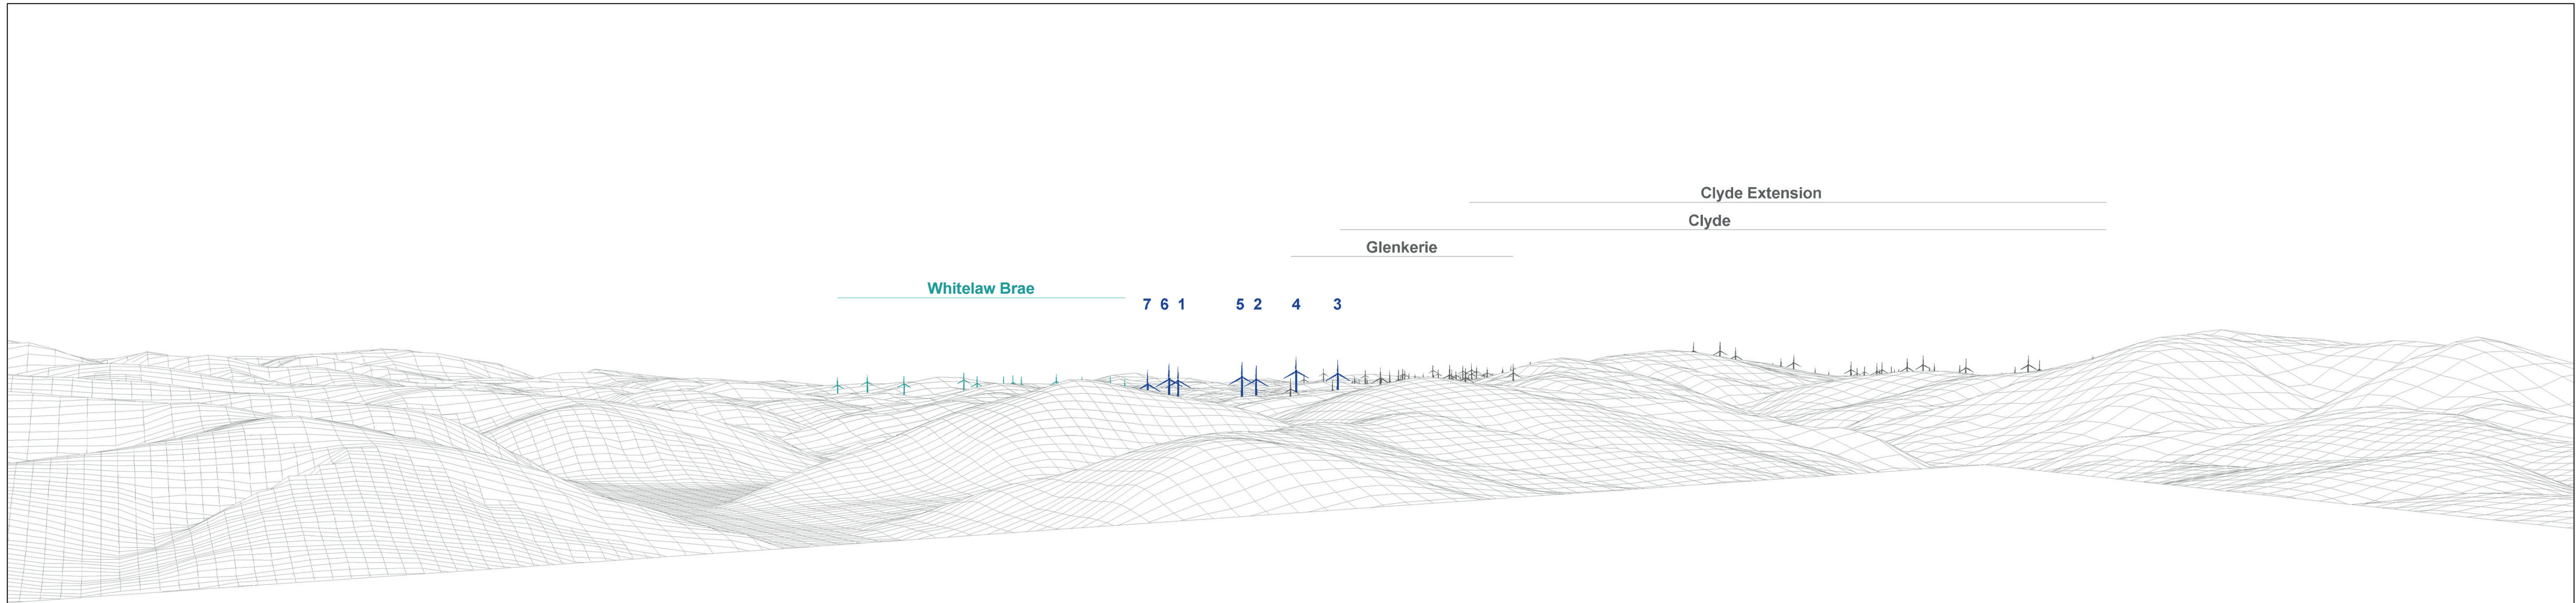 Clyde Extension
Clyde
Glenkerie
Whitelaw Brae
7 6 1 5 2 4 3